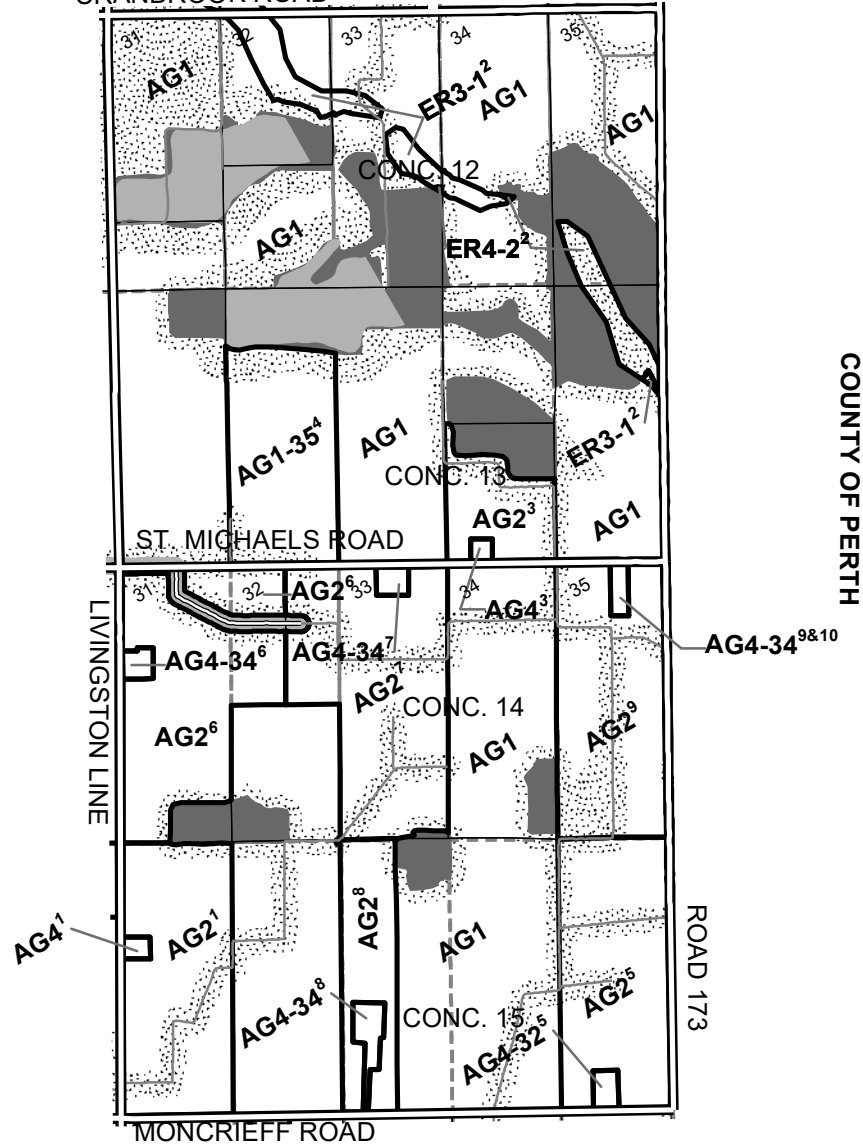 31
32
33
34
35
AG1
ER3-1²
AG1
AG1
CONC. 12
AG1
ER4-2²
COUNTY OF PERTH
AG1-35⁴
AG1
ER3-1²
CONC. 13
AG2³
AG1
ST. MICHAELS ROAD
31
32
AG2⁶
33
34
35
AG4³
LIVINGSTON LINE
AG4-34⁶
AG4-34⁷
AG4-34⁹&¹⁰
AG2⁷
AG2⁶
CONC. 14
AG1
AG2⁹
AG4¹
AG2¹
AG2⁸
AG1
ROAD 173
AG4-34⁸
CONC. 15
AG2⁵
AG4-32⁵
MONCRIEFF ROAD